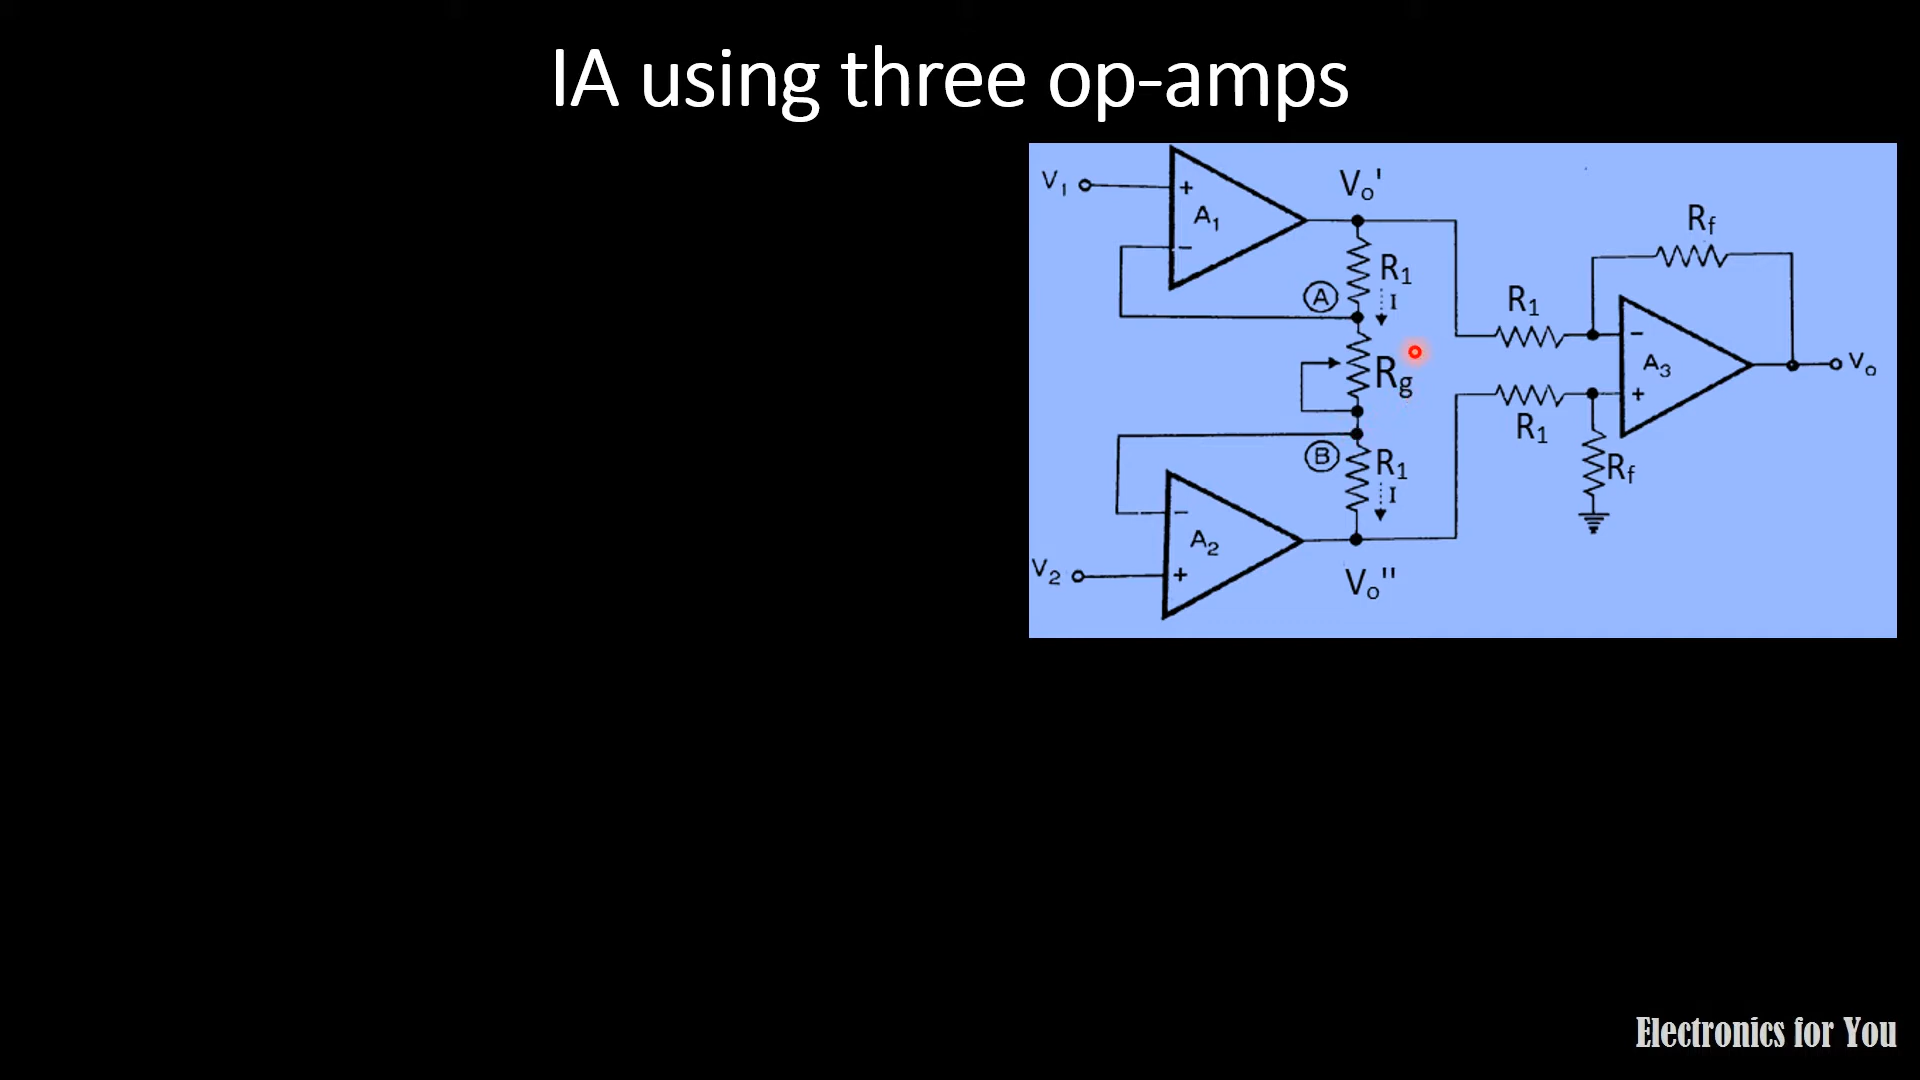 IA using three op-amps
V₁
+
A₁
−
Vₒ'
R₁
I
A
Rg
B
R₁
I
−
A₂
+
V₂
Vₒ''
R₁
R₁
Rf
−
A₃
+
Vₒ
Rf
Electronics for You